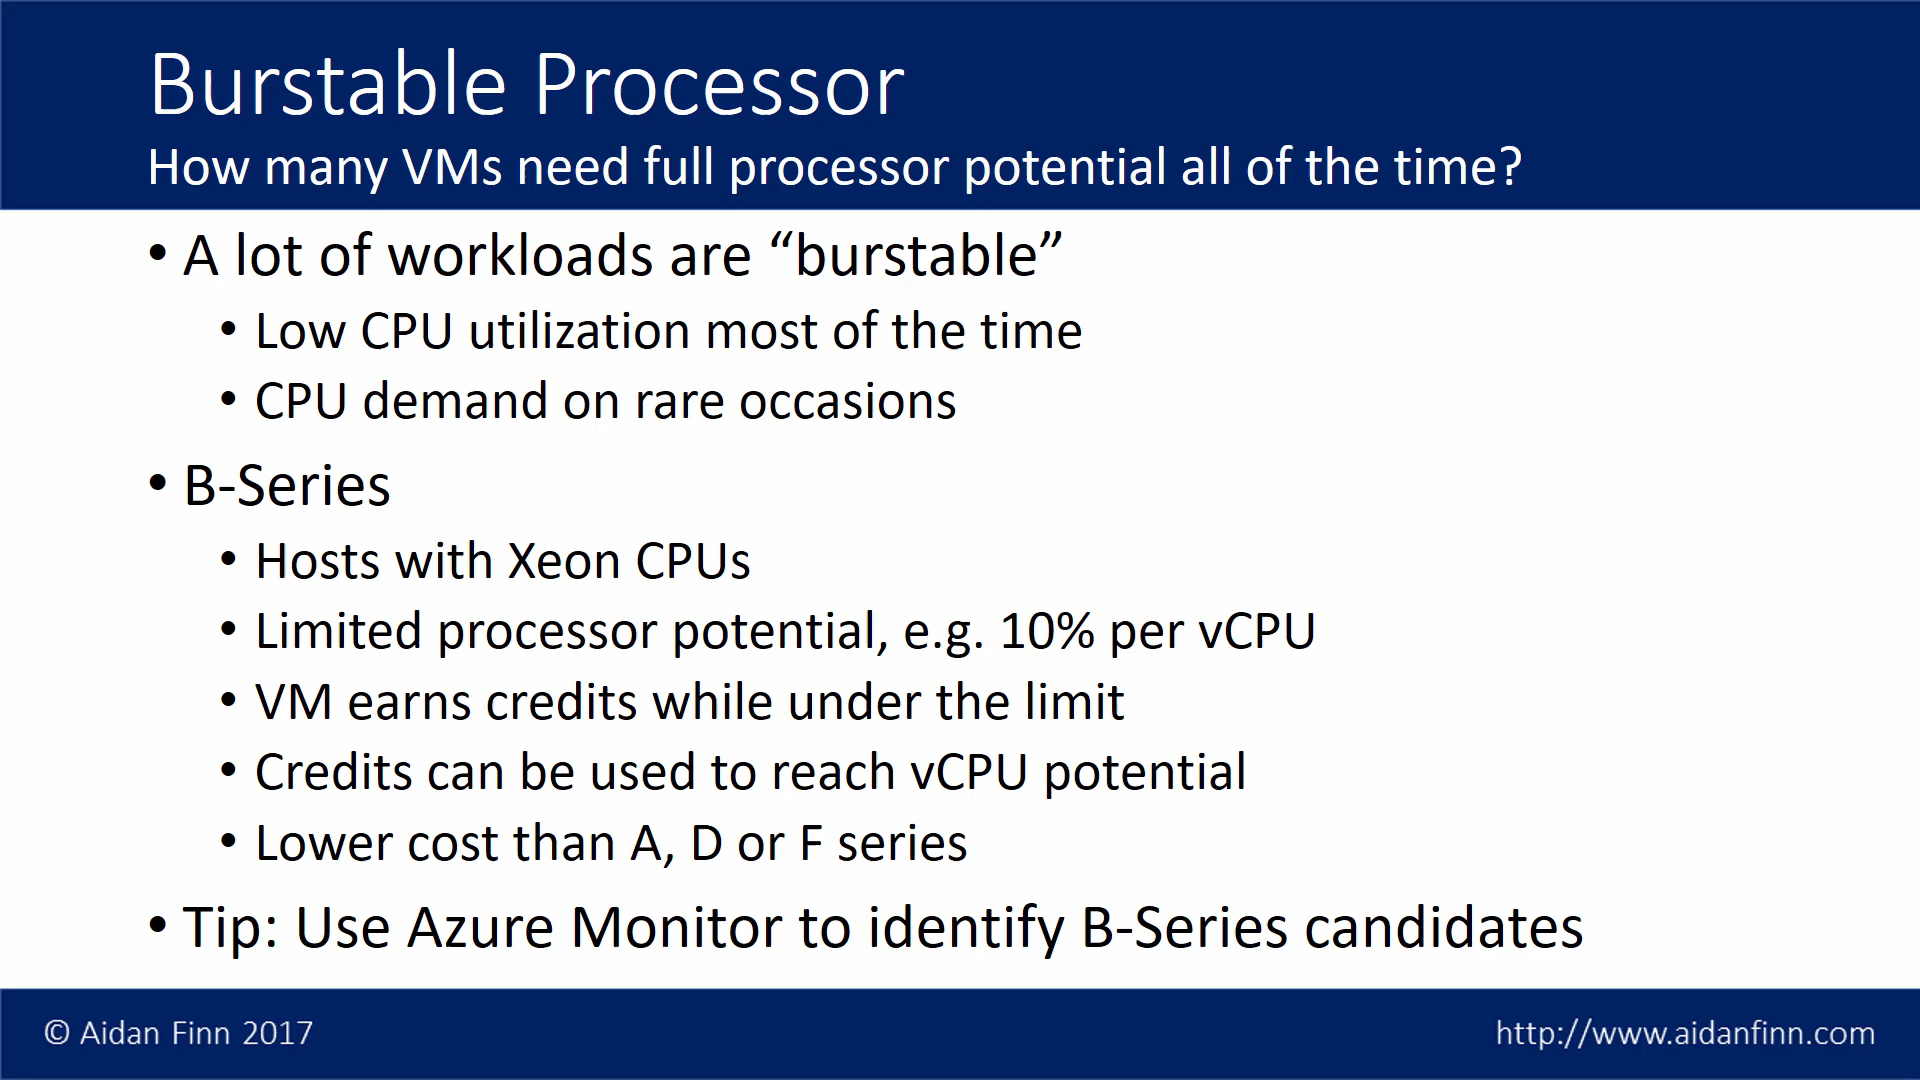 Burstable Processor
How many VMs need full processor potential all of the time?
• A lot of workloads are “burstable”
• Low CPU utilization most of the time
• CPU demand on rare occasions
• B-Series
• Hosts with Xeon CPUs
• Limited processor potential, e.g. 10% per vCPU
• VM earns credits while under the limit
• Credits can be used to reach vCPU potential
• Lower cost than A, D or F series
• Tip: Use Azure Monitor to identify B-Series candidates
© Aidan Finn 2017
http://www.aidanfinn.com